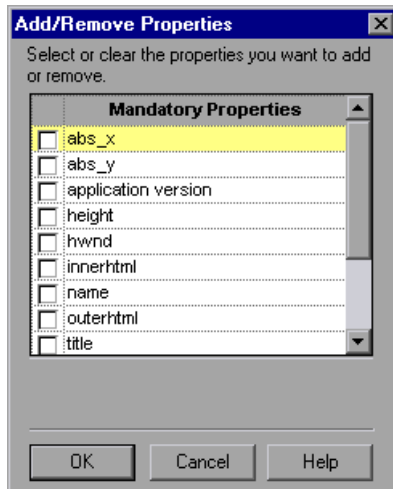 Add/Remove Properties
Select or clear the properties you want to add
or remove.
Mandatory Properties
abs_x
abs_y
application version
height
hwnd
innerhtml
name
outerhtml
title
OK Cancel Help